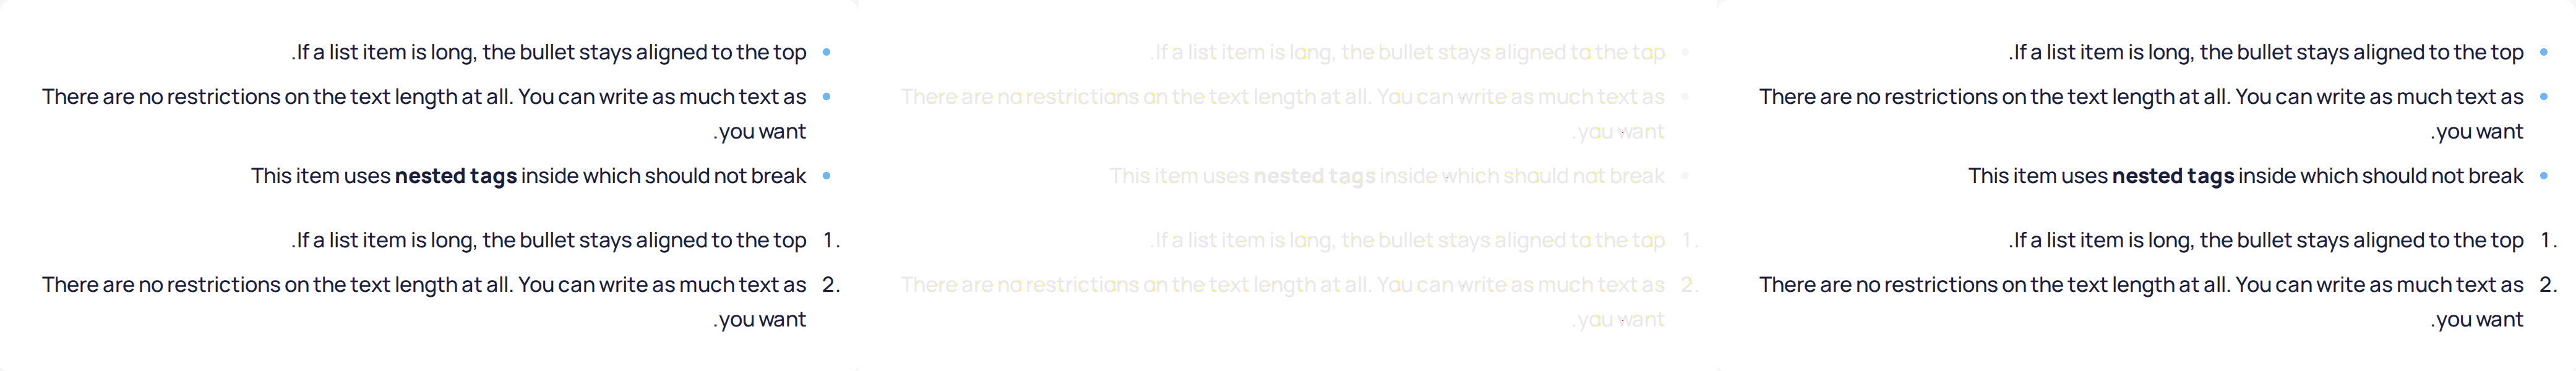 .If a list item is long, the bullet stays aligned to the top
There are no restrictions on the text length at all. You can write as much text as
.you want
This item uses nested tags inside which should not break
.If a list item is long, the bullet stays aligned to the top 1.
There are no restrictions on the text length at all. You can write as much text as 2.
.you want
.If a list item is long, the bullet stays aligned to the top
There are no restrictions on the text length at all. You can write as much text as
.you want
This item uses nested tags inside which should not break
.If a list item is long, the bullet stays aligned to the top 1.
There are no restrictions on the text length at all. You can write as much text as 2.
.you want
.If a list item is long, the bullet stays aligned to the top
There are no restrictions on the text length at all. You can write as much text as
.you want
This item uses nested tags inside which should not break
.If a list item is long, the bullet stays aligned to the top 1.
There are no restrictions on the text length at all. You can write as much text as 2.
.you want